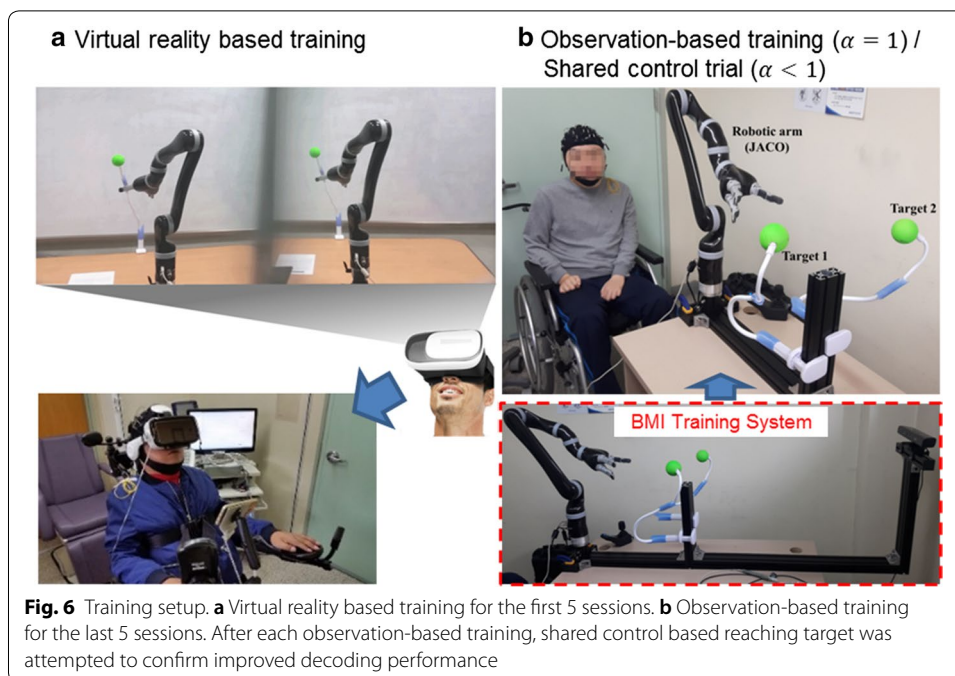 a Virtual reality based training
b Observation-based training (α = 1) /
Shared control trial (α < 1)
Robotic arm
(JACO)
Target 2
Target 1
BMI Training System
Fig. 6 Training setup. a Virtual reality based training for the first 5 sessions. b Observation-based training
for the last 5 sessions. After each observation-based training, shared control based reaching target was
attempted to confirm improved decoding performance